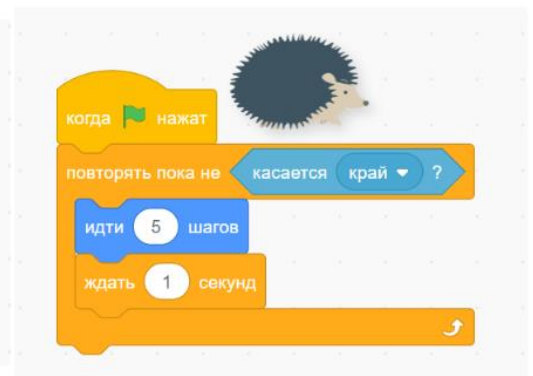 когда нажат
повторять пока не касается край ?
идти 5 шагов
ждать 1 секунд